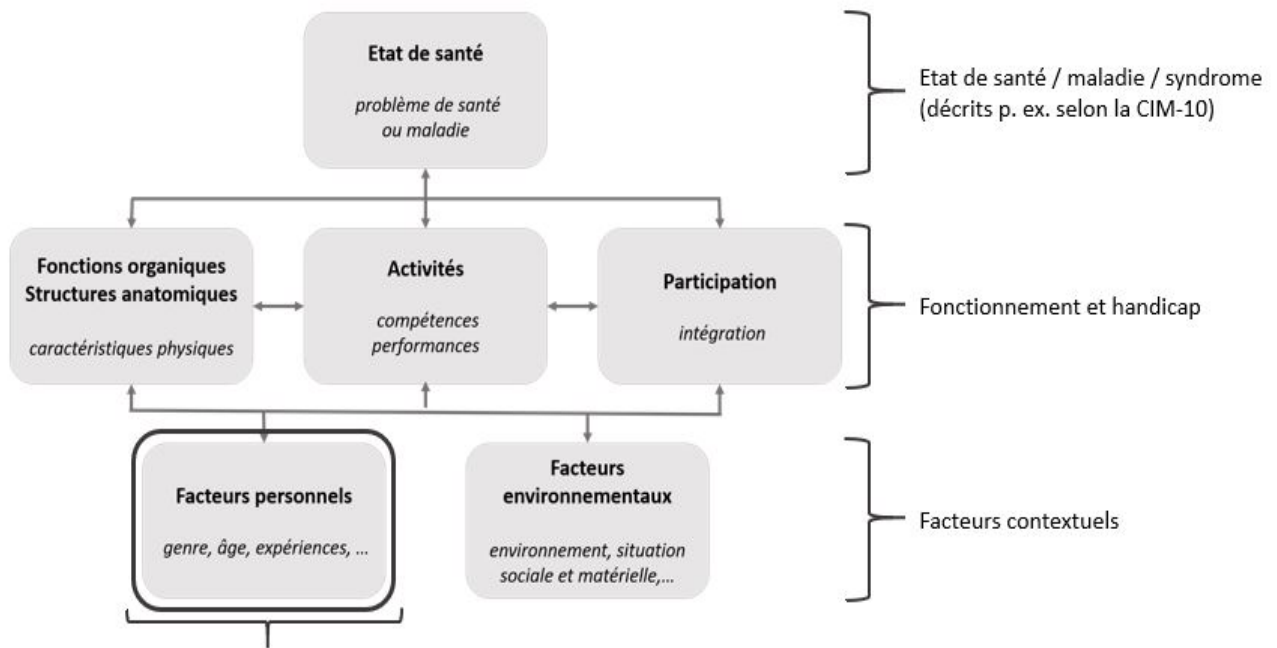 Etat de santé
problème de santé
ou maladie
Etat de santé / maladie / syndrome
(décrits p. ex. selon la CIM-10)
Fonctions organiques
Structures anatomiques
caractéristiques physiques
Activités
compétences
performances
Participation
intégration
Fonctionnement et handicap
Facteurs personnels
genre, âge, expériences, ...
Facteurs
environnementaux
environnement, situation
sociale et matérielle,...
Facteurs contextuels